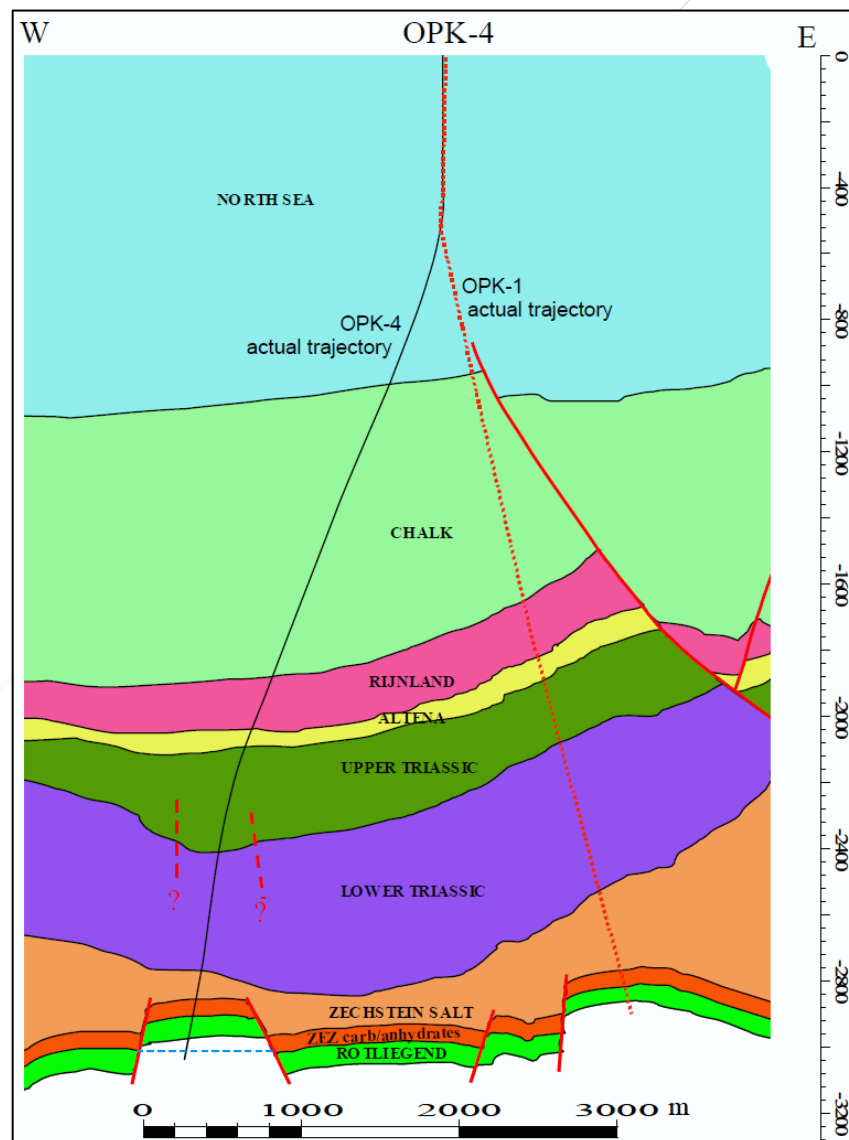 W OPK-4 E
0
-400
NORTH SEA
OPK-1
actual trajectory
OPK-4
actual trajectory
-800
-1200
CHALK
-1600
RIJNLAND
ALTENA
-2000
UPPER TRIASSIC
-2400
LOWER TRIASSIC
? ?
-2800
ZECHSTEIN SALT
ZEZ carb/anhydrates
ROTLIEGEND
-3200
0 1000 2000 3000 m